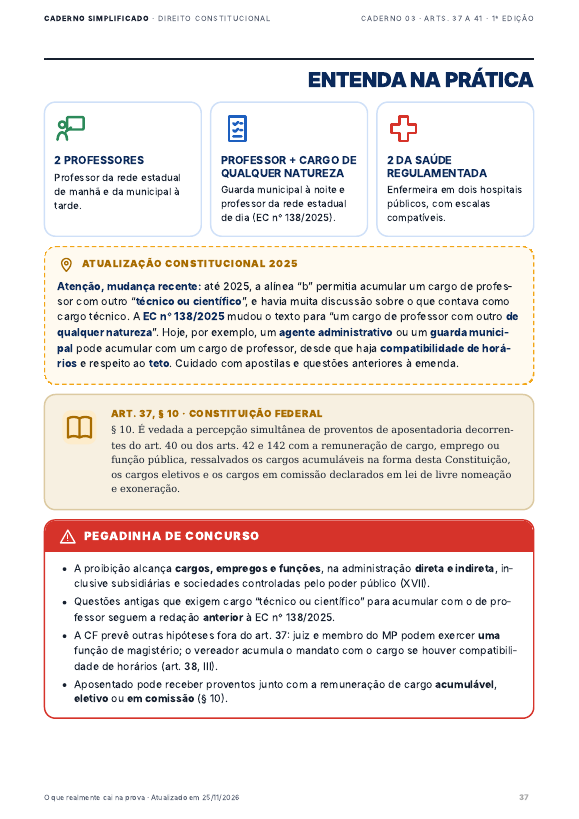 CADERNO SIMPLIFICADO · DIREITO CONSTITUCIONAL
CADERNO 03 · ARTS. 37 A 41 · 1ª EDIÇÃO
ENTENDA NA PRÁTICA
2 PROFESSORES
Professor da rede estadual
de manhã e da municipal à
tarde.
PROFESSOR + CARGO DE
QUALQUER NATUREZA
Guarda municipal à noite e
professor da rede estadual
de dia (EC nº 138/2025).
2 DA SAÚDE
REGULAMENTADA
Enfermeira em dois hospitais
públicos, com escalas
compatíveis.
ATUALIZAÇÃO CONSTITUCIONAL 2025
Atenção, mudança recente: até 2025, a alínea "b" permitia acumular um cargo de profes-
sor com outro "técnico ou científico", e havia muita discussão sobre o que contava como
cargo técnico. A EC nº 138/2025 mudou o texto para "um cargo de professor com outro de
qualquer natureza". Hoje, por exemplo, um agente administrativo ou um guarda munici-
pal pode acumular com um cargo de professor, desde que haja compatibilidade de horá-
rios e respeito ao teto. Cuidado com apostilas e questões anteriores à emenda.
ART. 37, § 10 · CONSTITUIÇÃO FEDERAL
§ 10. É vedada a percepção simultânea de proventos de aposentadoria decorren-
tes do art. 40 ou dos arts. 42 e 142 com a remuneração de cargo, emprego ou
função pública, ressalvados os cargos acumuláveis na forma desta Constituição,
os cargos eletivos e os cargos em comissão declarados em lei de livre nomeação
e exoneração.
PEGADINHA DE CONCURSO
• A proibição alcança cargos, empregos e funções, na administração direta e indireta, in-
clusive subsidiárias e sociedades controladas pelo poder público (XVII).
• Questões antigas que exigem cargo "técnico ou científico" para acumular com o de pro-
fessor seguem a redação anterior à EC nº 138/2025.
• A CF prevê outras hipóteses fora do art. 37: juiz e membro do MP podem exercer uma
função de magistério; o vereador acumula o mandato com o cargo se houver compatibili-
dade de horários (art. 38, III).
• Aposentado pode receber proventos junto com a remuneração de cargo acumulável,
eletivo ou em comissão (§ 10).
O que realmente cai na prova · Atualizado em 25/11/2026
37